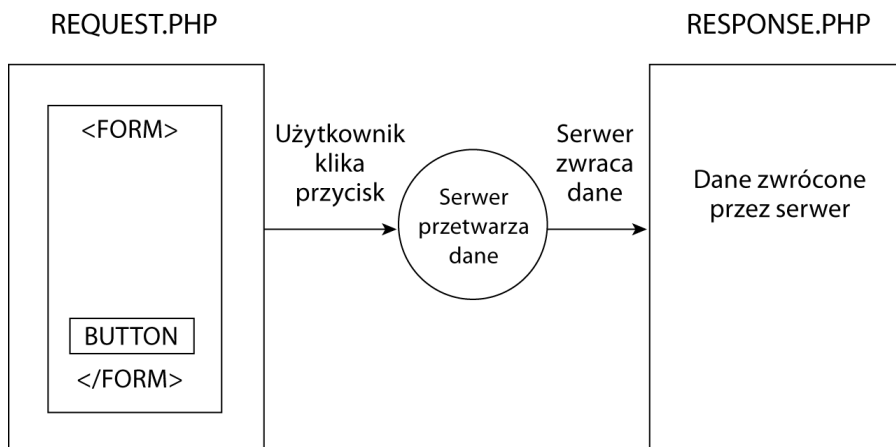 REQUEST.PHP
<FORM>
BUTTON
</FORM>
Użytkownik
klika
przycisk
Serwer
przetwarza
dane
Serwer
zwraca
dane
RESPONSE.PHP
Dane zwrócone
przez serwer